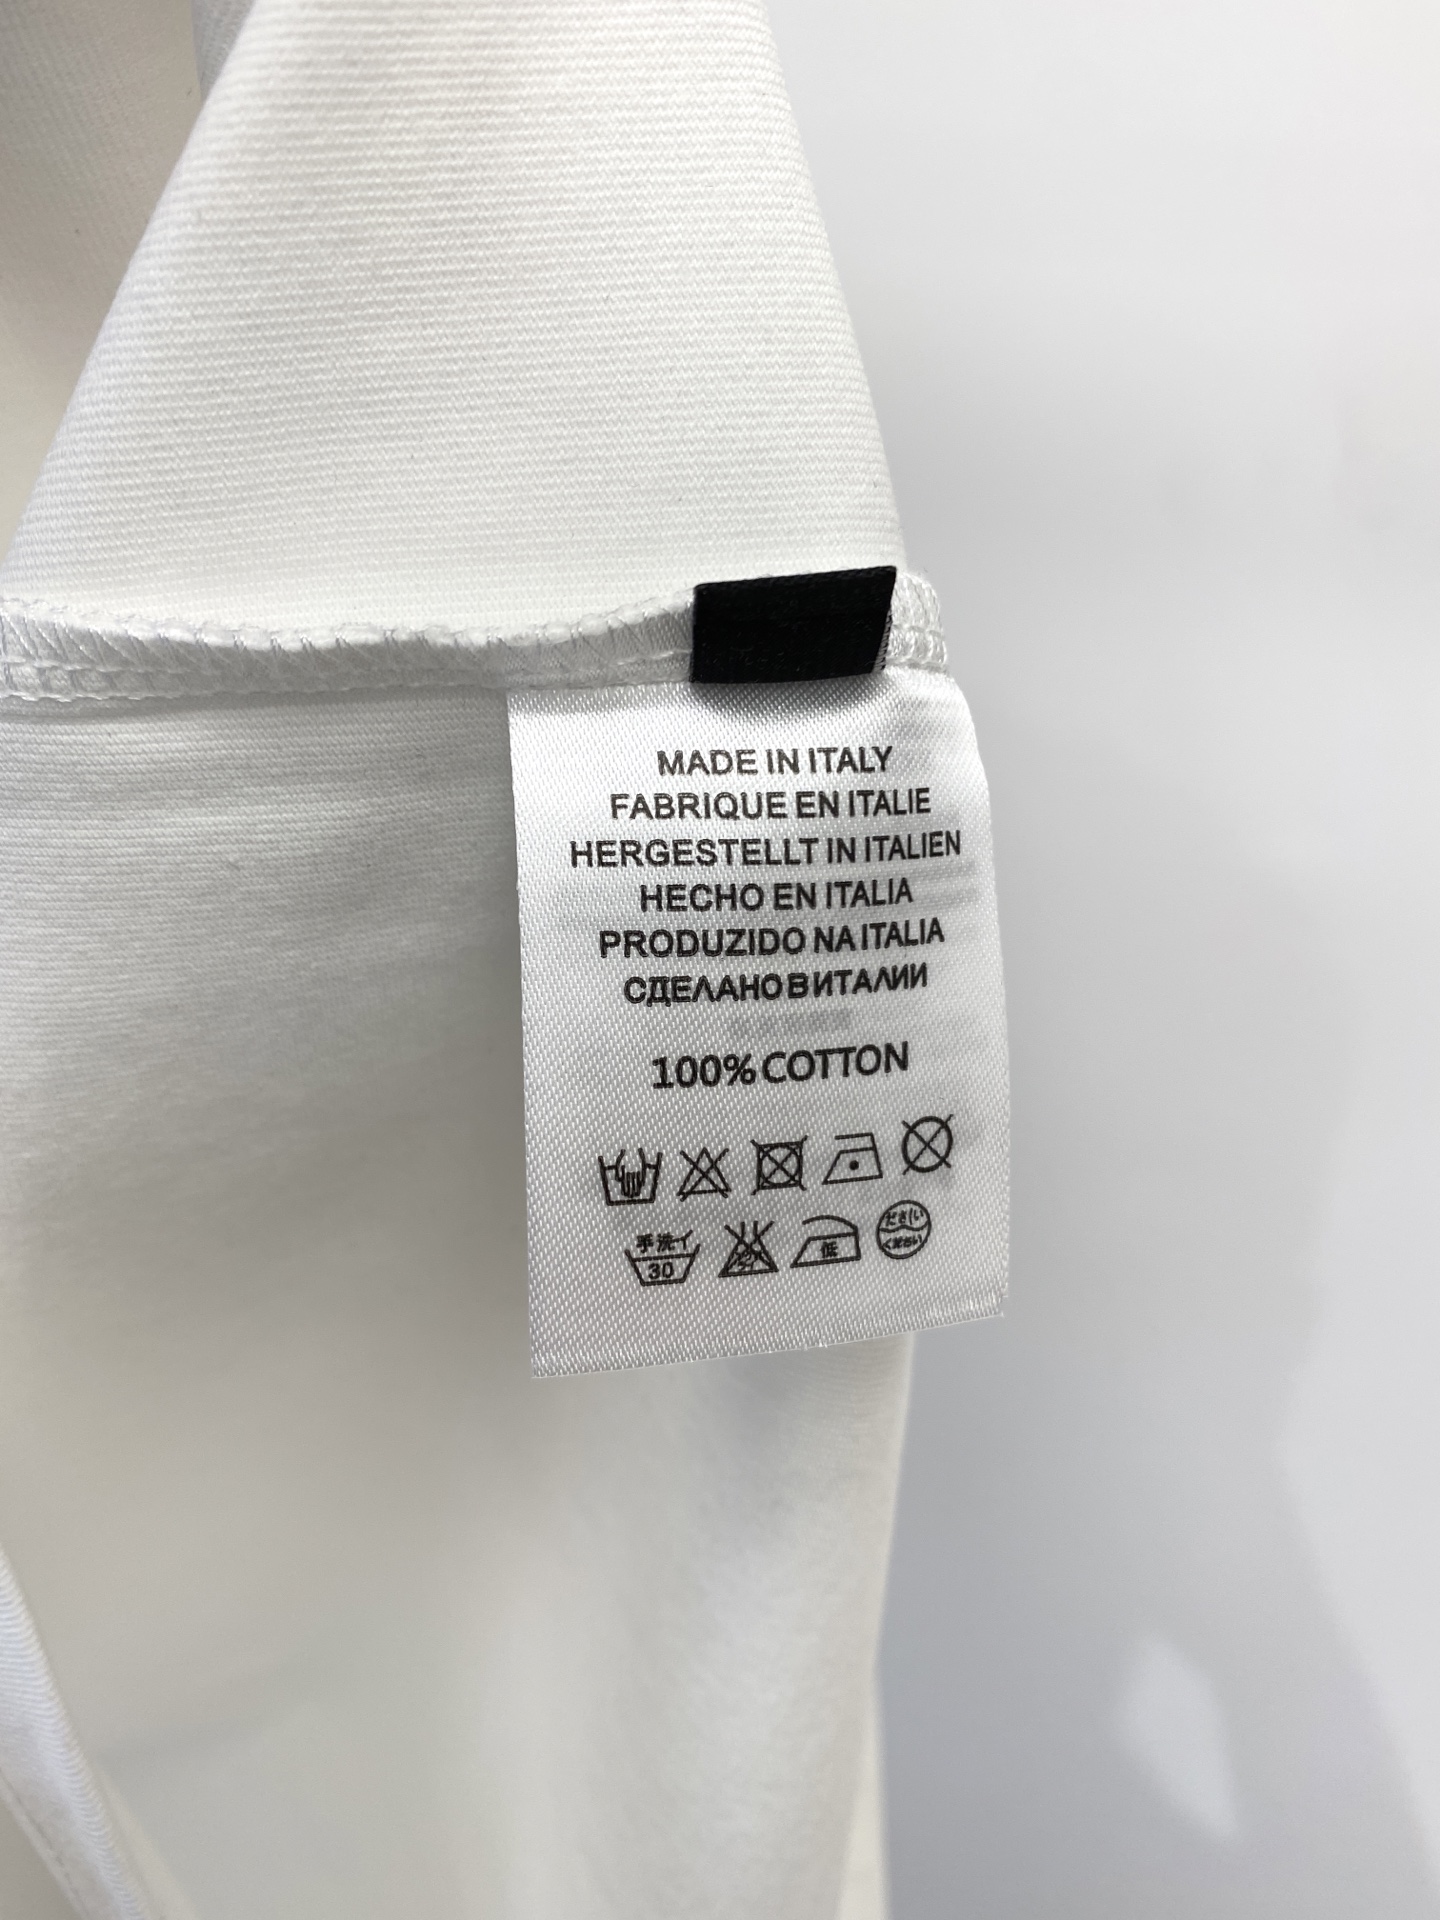 MADE IN ITALY
FABRIQUE EN ITALIE
HERGESTELLT IN ITALIEN
HECHO EN ITALIA
PRODUZIDO NA ITALIA
СДЕЛАНО В ИТАЛИИ
100% COTTON
手洗イ
30
低